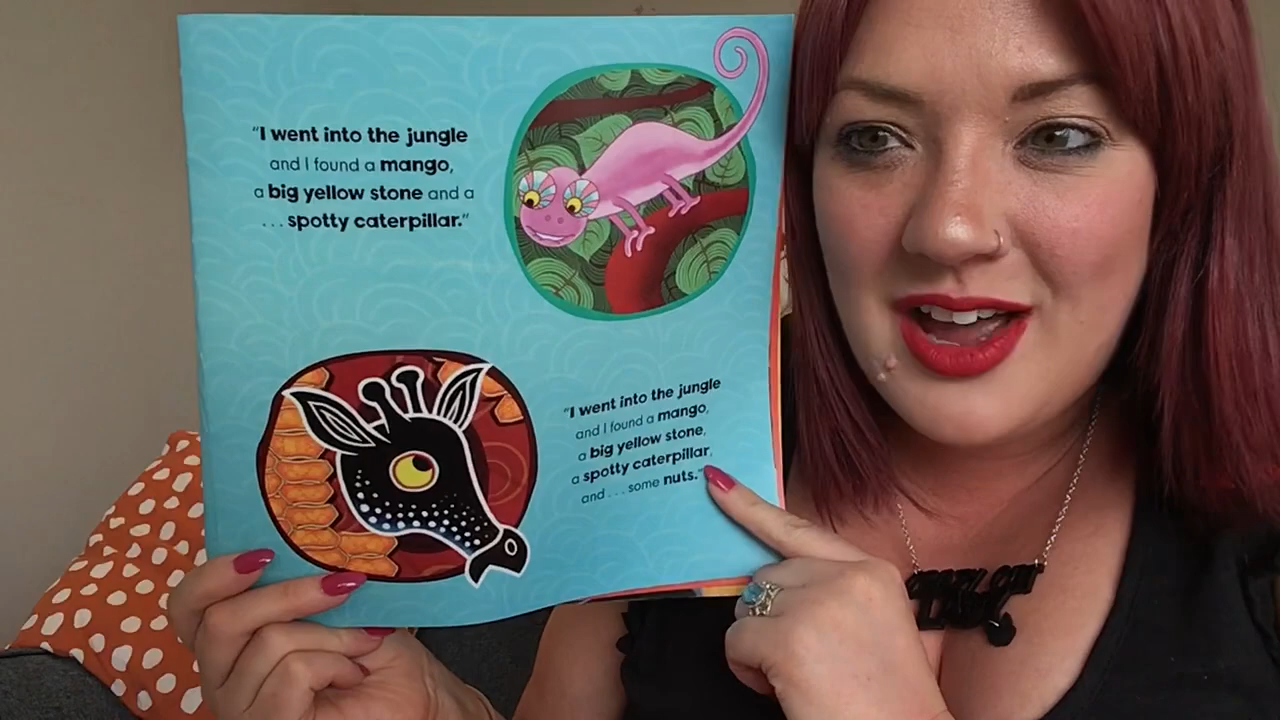 "I went into the jungle
and I found a mango,
a big yellow stone and a
...spotty caterpillar."
"I went into the jungle
and I found a mango,
a big yellow stone,
a spotty caterpillar,
and...some nuts."